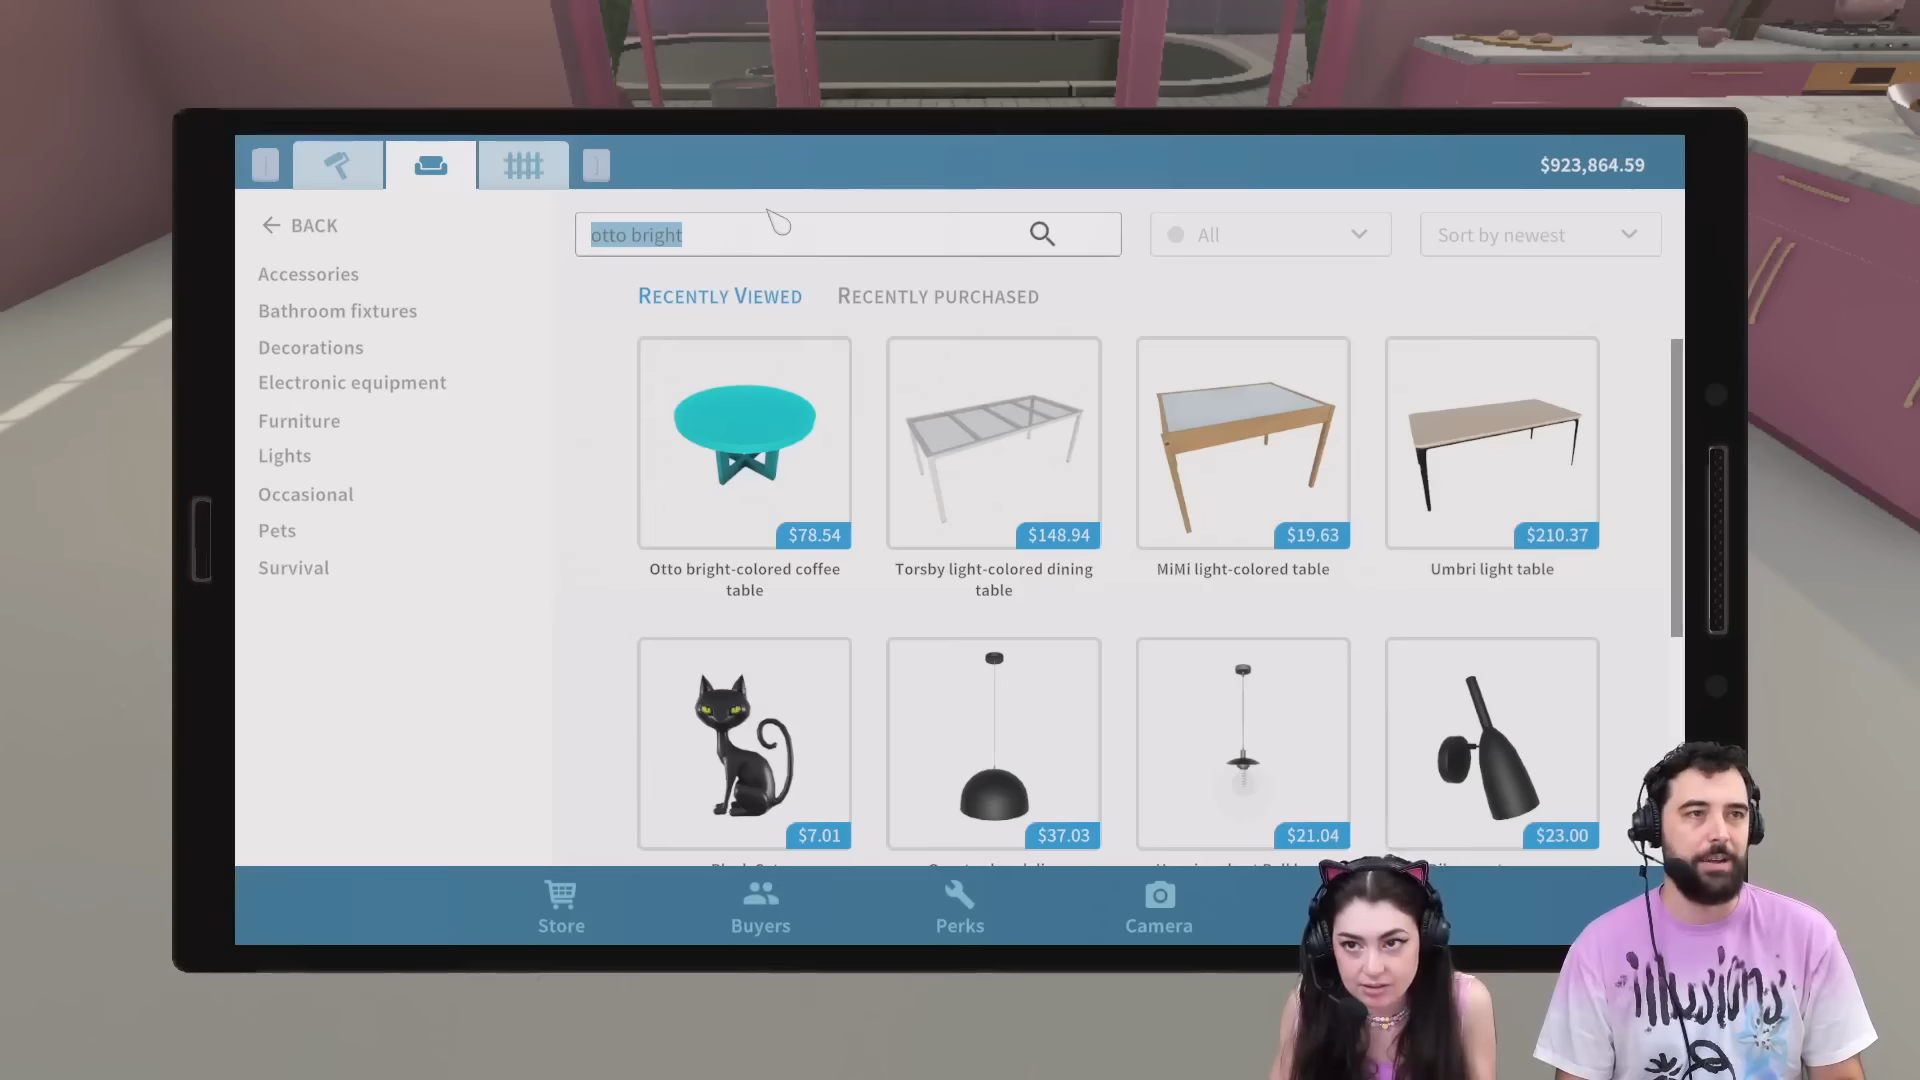 $923,864.59
BACK
otto bright
All
Sort by newest
Accessories
Bathroom fixtures
Decorations
Electronic equipment
Furniture
Lights
Occasional
Pets
Survival
RECENTLY VIEWED
RECENTLY PURCHASED
$78.54
$148.94
$19.63
$210.37
Otto bright-colored coffee
table
Torsby light-colored dining
table
MiMi light-colored table
Umbri light table
$7.01
$37.03
$21.04
$23.00
Store
Buyers
Perks
Camera
illusions